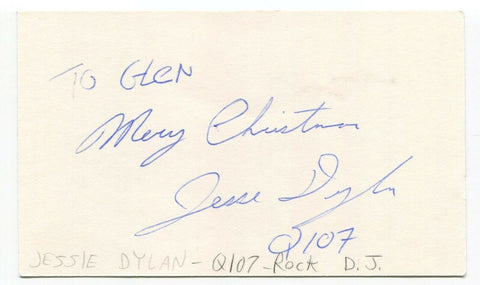 TO GLEN
Merry Christmas
Jesse Dylan
Q107
JESSIE DYLAN - Q107 - ROCK D.J.